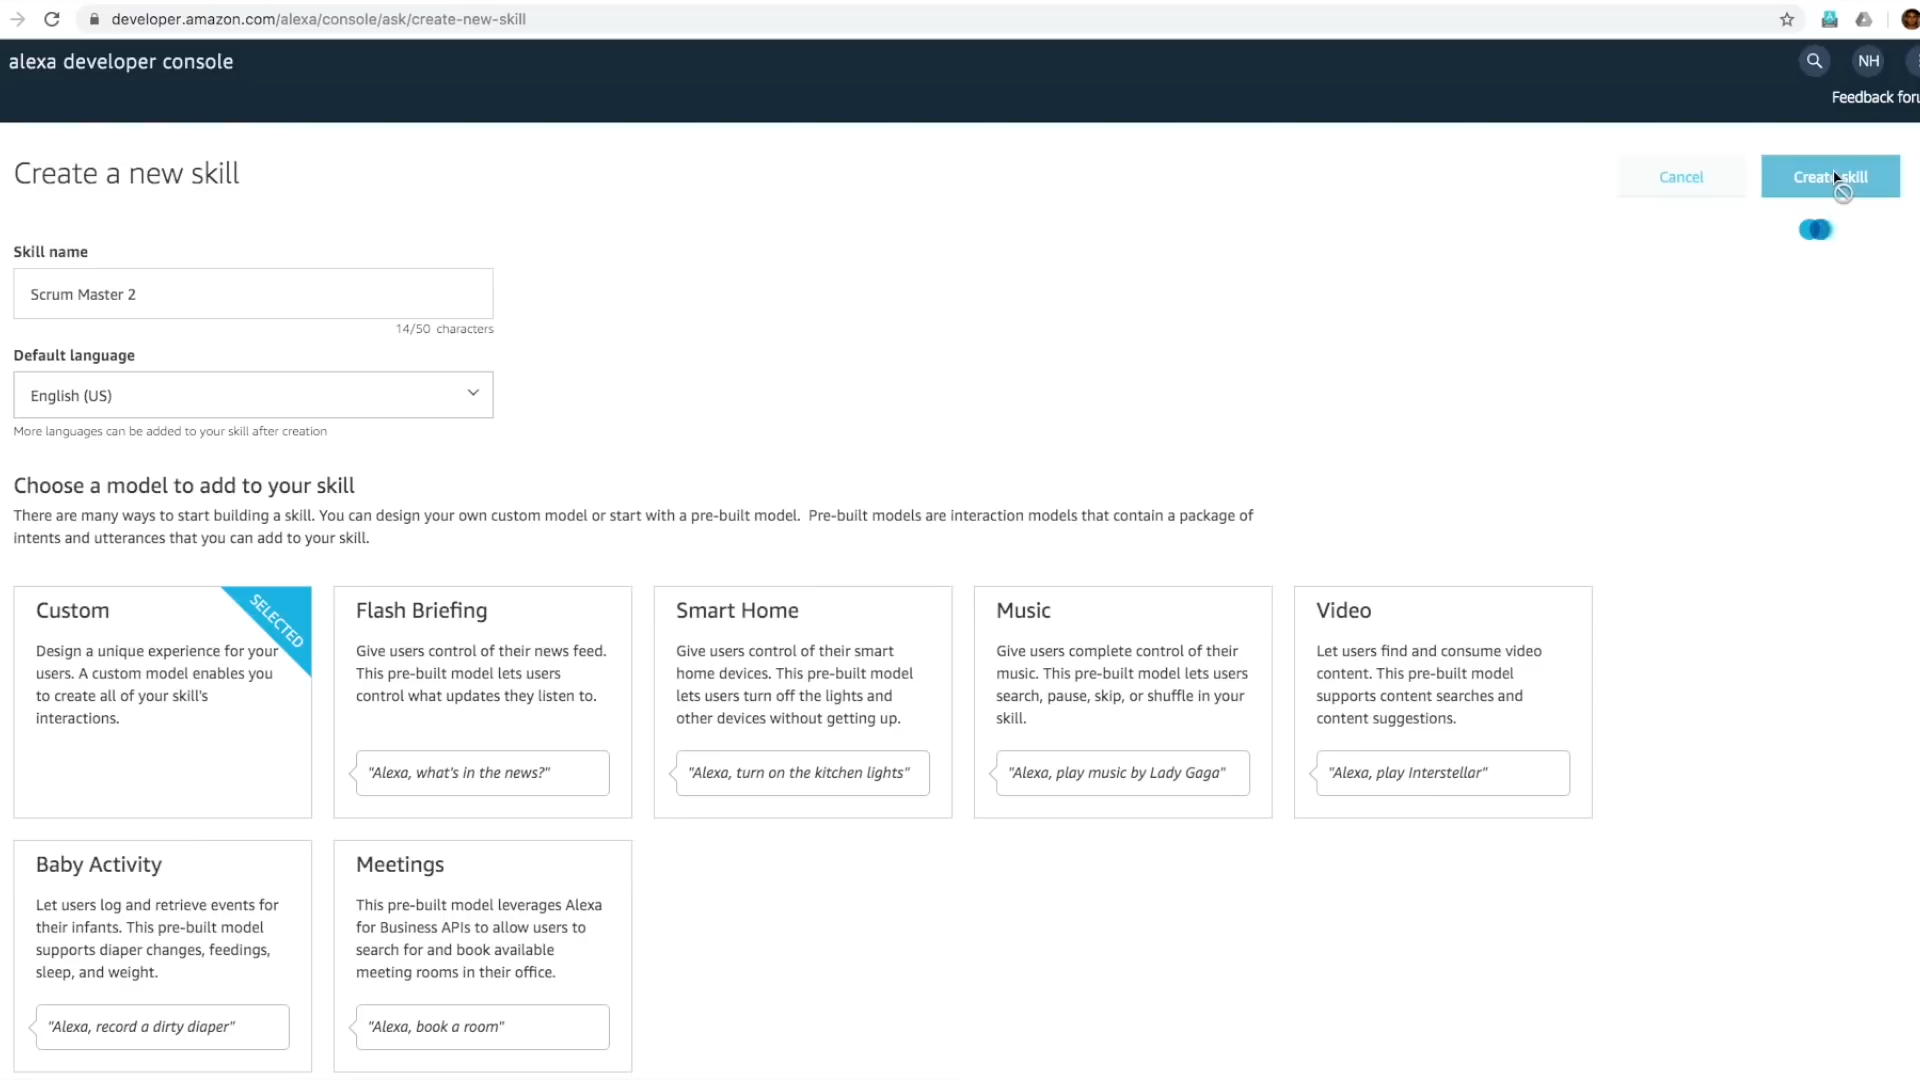 developer.amazon.com/alexa/console/ask/create-new-skill
alexa developer console
NH
Feedback
Create a new skill
Cancel
Create skill
Skill name
Scrum Master 2
14/50 characters
Default language
English (US)
More languages can be added to your skill after creation
Choose a model to add to your skill
There are many ways to start building a skill. You can design your own custom model or start with a pre-built model. Pre-built models are interaction models that contain a package of
intents and utterances that you can add to your skill.
Custom
SELECTED
Design a unique experience for your
users. A custom model enables you
to create all of your skill's
interactions.
Flash Briefing
Give users control of their news feed.
This pre-built model lets users
control what updates they listen to.
"Alexa, what's in the news?"
Smart Home
Give users control of their smart
home devices. This pre-built model
lets users turn off the lights and
other devices without getting up.
"Alexa, turn on the kitchen lights"
Music
Give users complete control of their
music. This pre-built model lets users
search, pause, skip, or shuffle in your
skill.
"Alexa, play music by Lady Gaga"
Video
Let users find and consume video
content. This pre-built model
supports content searches and
content suggestions.
"Alexa, play Interstellar"
Baby Activity
Let users log and retrieve events for
their infants. This pre-built model
supports diaper changes, feedings,
sleep, and weight.
"Alexa, record a dirty diaper"
Meetings
This pre-built model leverages Alexa
for Business APIs to allow users to
search for and book available
meeting rooms in their office.
"Alexa, book a room"